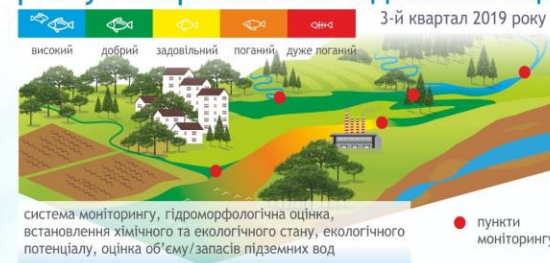 3-й квартал 2019 року
високий добрий задовільний поганий дуже поганий
система моніторингу, гідроморфологічна оцінка,
встановлення хімічного та екологічного стану, екологічного
потенціалу, оцінка об'єму/запасів підземних вод
пункти
моніторингу